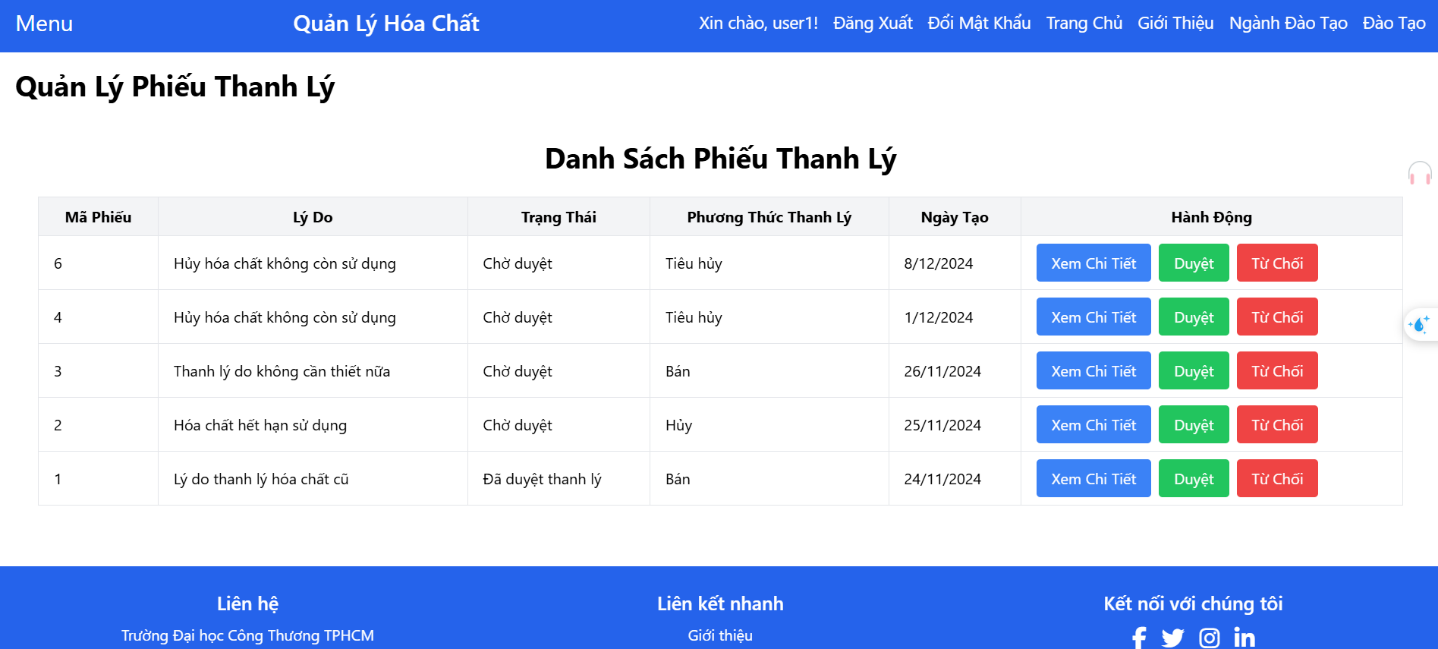 Menu Quản Lý Hóa Chất Xin chào, user1! Đăng Xuất Đổi Mật Khẩu Trang Chủ Giới Thiệu Ngành Đào Tạo Đào Tạo
Quản Lý Phiếu Thanh Lý
Danh Sách Phiếu Thanh Lý
Mã Phiếu Lý Do Trạng Thái Phương Thức Thanh Lý Ngày Tạo Hành Động
6 Hủy hóa chất không còn sử dụng Chờ duyệt Tiêu hủy 8/12/2024 Xem Chi Tiết Duyệt Từ Chối
4 Hủy hóa chất không còn sử dụng Chờ duyệt Tiêu hủy 1/12/2024 Xem Chi Tiết Duyệt Từ Chối
3 Thanh lý do không cần thiết nữa Chờ duyệt Bán 26/11/2024 Xem Chi Tiết Duyệt Từ Chối
2 Hóa chất hết hạn sử dụng Chờ duyệt Hủy 25/11/2024 Xem Chi Tiết Duyệt Từ Chối
1 Lý do thanh lý hóa chất cũ Đã duyệt thanh lý Bán 24/11/2024 Xem Chi Tiết Duyệt Từ Chối
Liên hệ Liên kết nhanh Kết nối với chúng tôi
Trường Đại học Công Thương TPHCM Giới thiệu